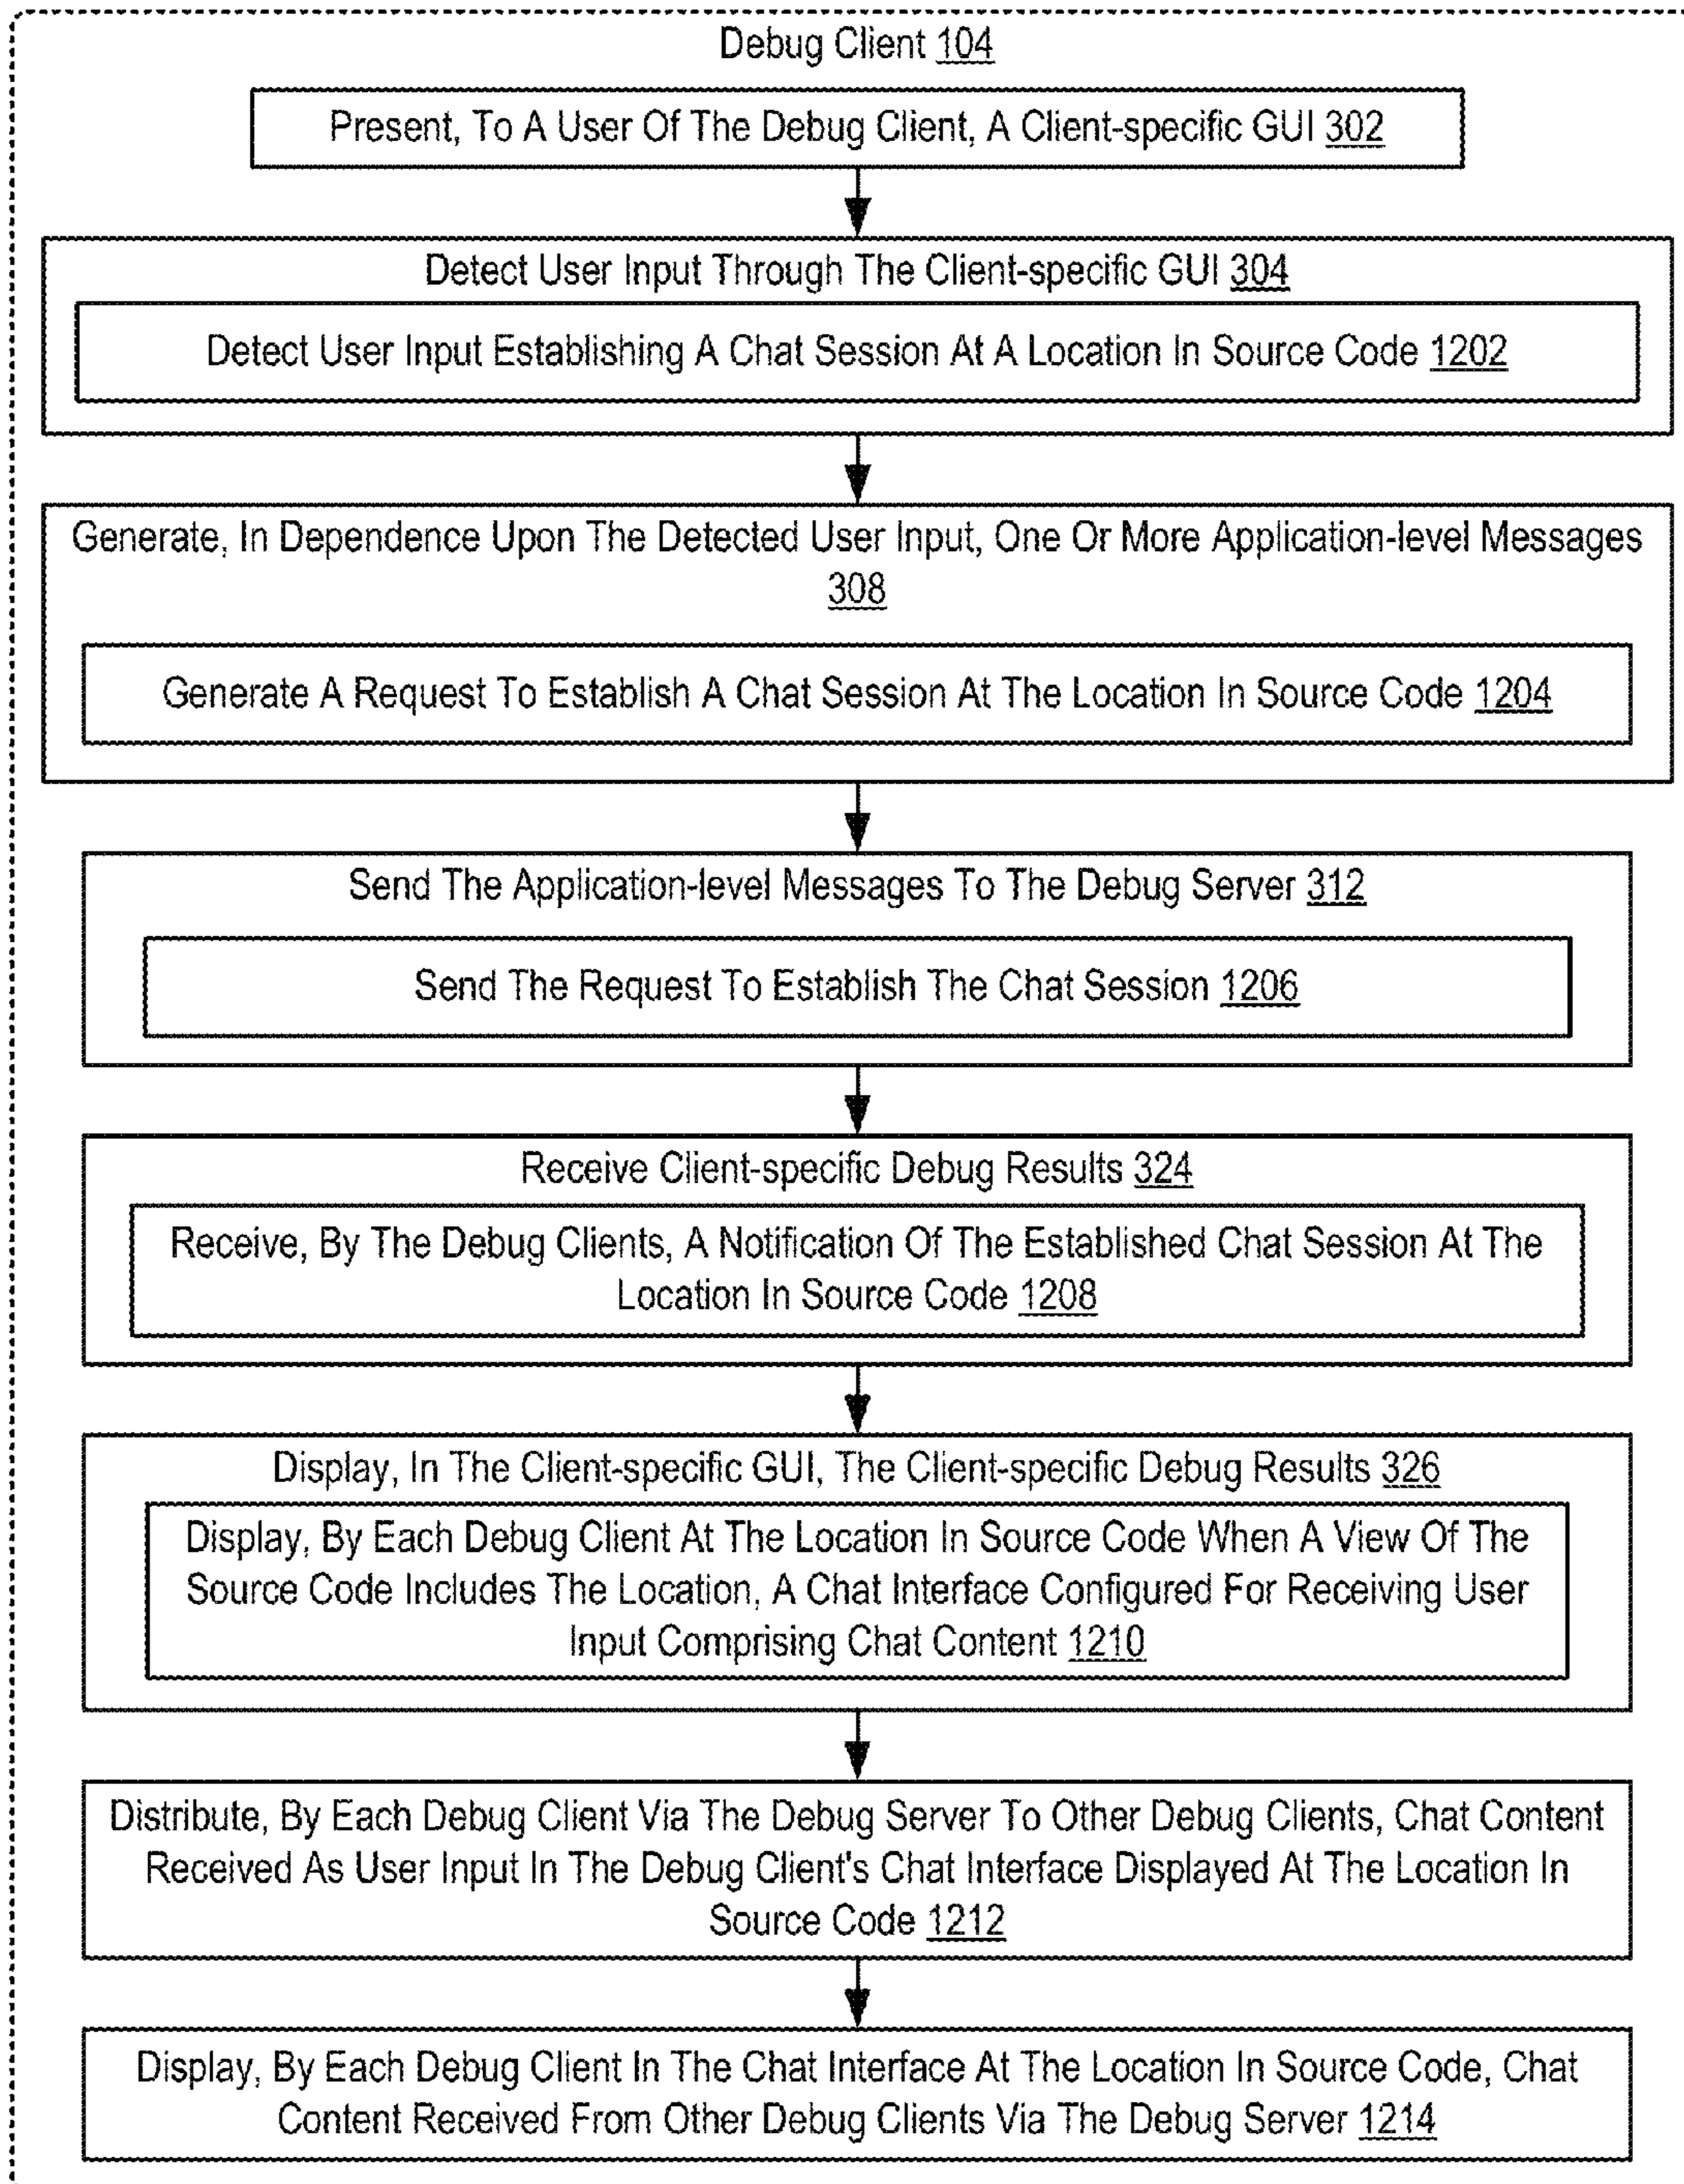 Debug Client 104
Present, To A User Of The Debug Client, A Client-specific GUI 302
Detect User Input Through The Client-specific GUI 304
Detect User Input Establishing A Chat Session At A Location In Source Code 1202
Generate, In Dependence Upon The Detected User Input, One Or More Application-level Messages
308
Generate A Request To Establish A Chat Session At The Location In Source Code 1204
Send The Application-level Messages To The Debug Server 312
Send The Request To Establish The Chat Session 1206
Receive Client-specific Debug Results 324
Receive, By The Debug Clients, A Notification Of The Established Chat Session At The
Location In Source Code 1208
Display, In The Client-specific GUI, The Client-specific Debug Results 326
Display, By Each Debug Client At The Location In Source Code When A View Of The
Source Code Includes The Location, A Chat Interface Configured For Receiving User
Input Comprising Chat Content 1210
Distribute, By Each Debug Client Via The Debug Server To Other Debug Clients, Chat Content
Received As User Input In The Debug Client's Chat Interface Displayed At The Location In
Source Code 1212
Display, By Each Debug Client In The Chat Interface At The Location In Source Code, Chat
Content Received From Other Debug Clients Via The Debug Server 1214